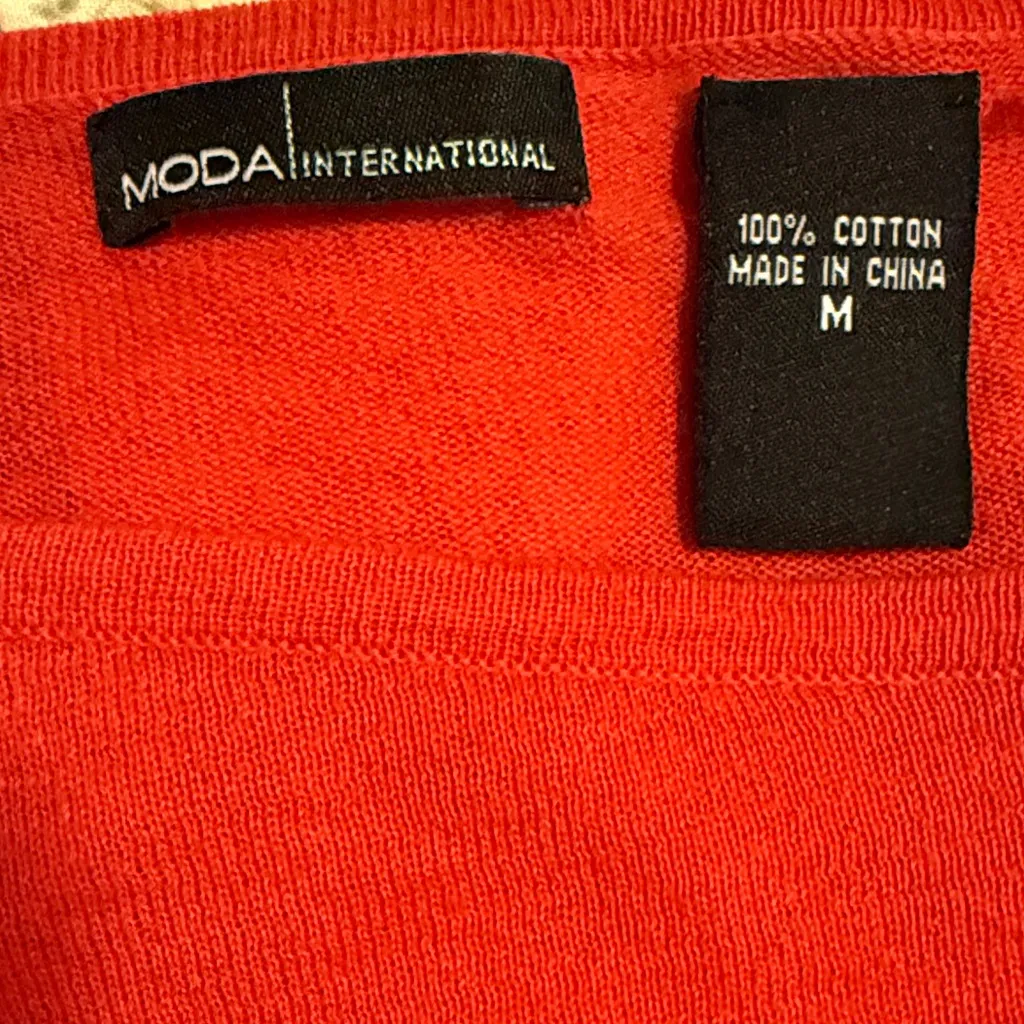 MODA|INTERNATIONAL
100% COTTON
MADE IN CHINA
M